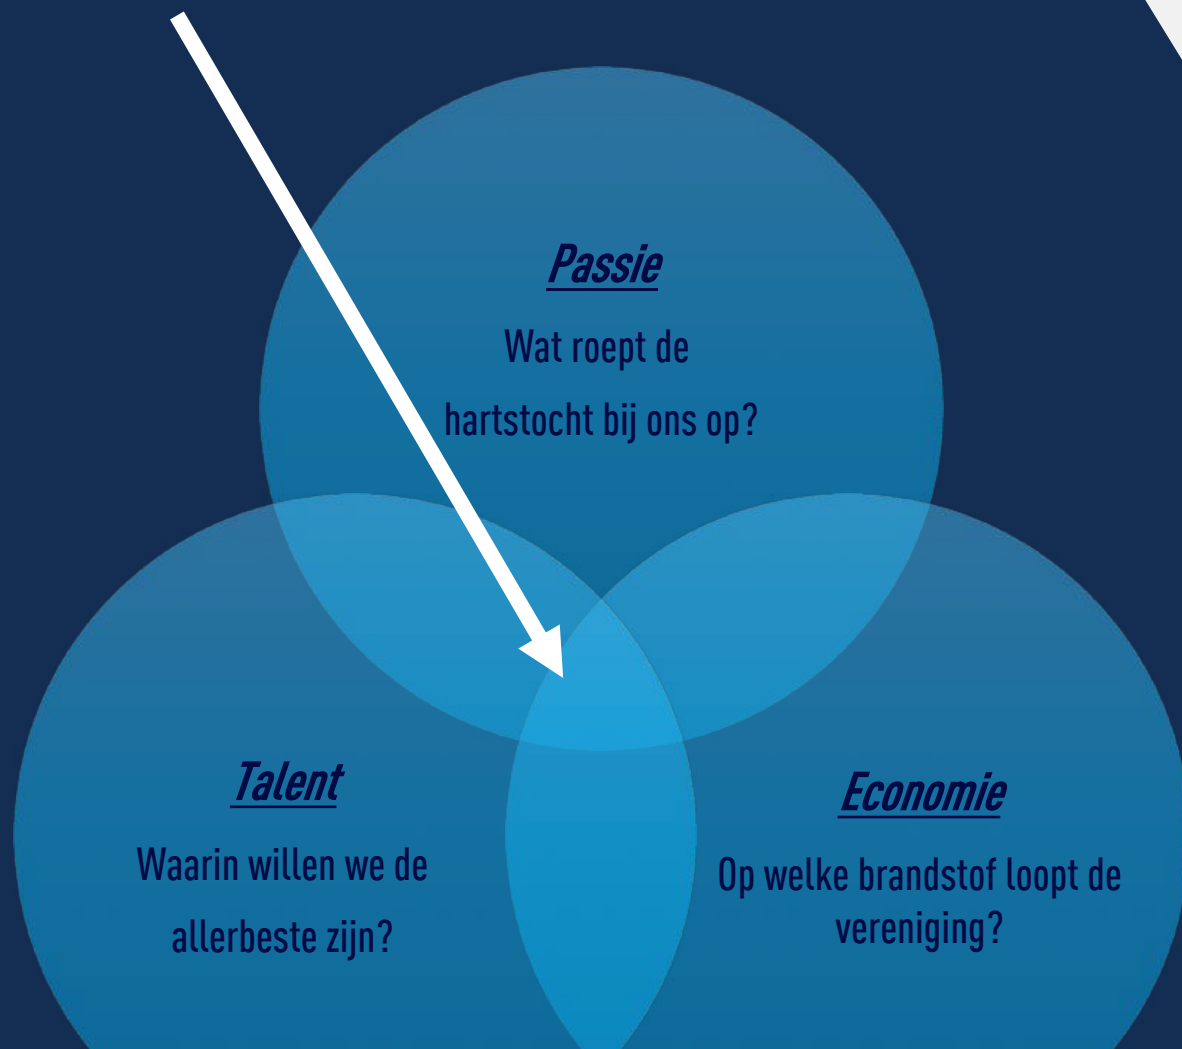 Passie
Wat roept de
hartstocht bij ons op?
Talent
Waarin willen we de
allerbeste zijn?
Economie
Op welke brandstof loopt de
vereniging?